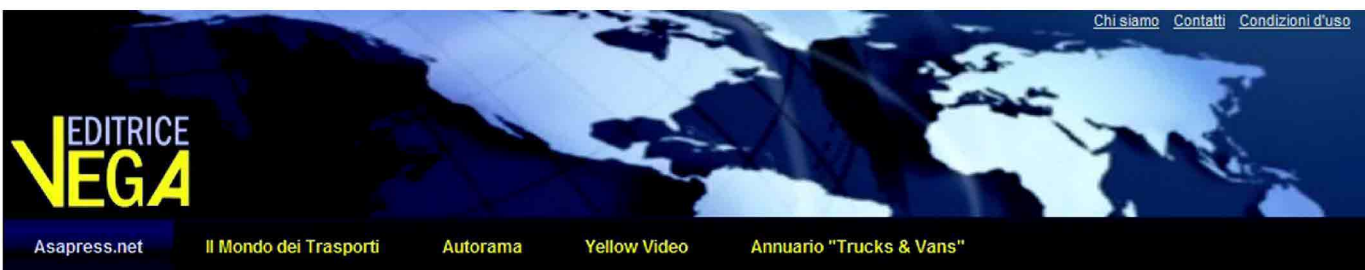 Chi siamo Contatti Condizioni d'uso
EDITRICE
VEGA
Asapress.net Il Mondo dei Trasporti Autorama Yellow Video Annuario "Trucks & Vans"